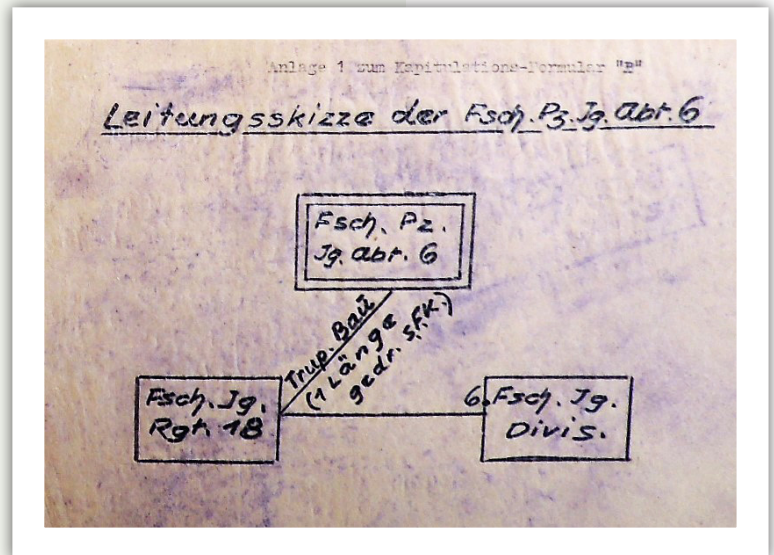 Anlage 1 zum Kapitulations-Formular "B"
Leitungsskizze der Fsch. Pz. Jg. Abt. 6
Fsch. Pz.
Jg. Abt. 6
Trup. Bau
(1 Länge
gedr. s.F.K.)
Fsch. Jg.
Rgt. 18
6. Fsch. Jg.
Divis.